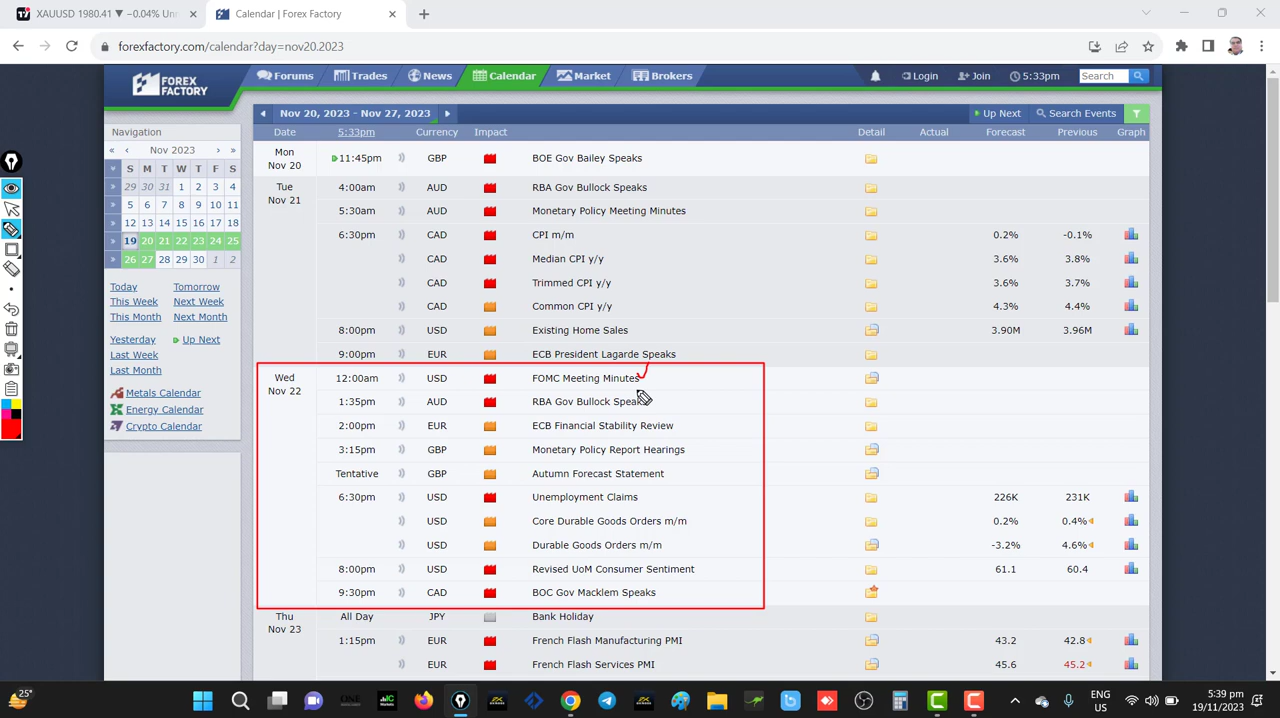 XAUUSD 1980.41 ▼ −0.04% Un
Calendar | Forex Factory
forexfactory.com/calendar?day=nov20.2023
FOREX FACTORY
Forums Trades News Calendar Market Brokers Login Join 5:33pm Search
Navigation
« ‹ Nov 2023 › »
S M T W T F S
29 30 31 1 2 3 4
5 6 7 8 9 10 11
12 13 14 15 16 17 18
19 20 21 22 23 24 25
26 27 28 29 30 1 2
Today Tomorrow
This Week Next Week
This Month Next Month
Yesterday Up Next
Last Week
Last Month
Metals Calendar
Energy Calendar
Crypto Calendar
Nov 20, 2023 - Nov 27, 2023 Up Next Search Events
Date 5:33pm Currency Impact Detail Actual Forecast Previous Graph
Mon Nov 20 11:45pm GBP BOE Gov Bailey Speaks
Tue Nov 21 4:00am AUD RBA Gov Bullock Speaks
5:30am AUD Monetary Policy Meeting Minutes
6:30pm CAD CPI m/m 0.2% -0.1%
CAD Median CPI y/y 3.6% 3.8%
CAD Trimmed CPI y/y 3.6% 3.7%
CAD Common CPI y/y 4.3% 4.4%
8:00pm USD Existing Home Sales 3.90M 3.96M
9:00pm EUR ECB President Lagarde Speaks
Wed Nov 22 12:00am USD FOMC Meeting Minutes
1:35pm AUD RBA Gov Bullock Speaks
2:00pm EUR ECB Financial Stability Review
3:15pm GBP Monetary Policy Report Hearings
Tentative GBP Autumn Forecast Statement
6:30pm USD Unemployment Claims 226K 231K
USD Core Durable Goods Orders m/m 0.2% 0.4%
USD Durable Goods Orders m/m -3.2% 4.6%
8:00pm USD Revised UoM Consumer Sentiment 61.1 60.4
9:30pm CAD BOC Gov Macklem Speaks
Thu Nov 23 All Day JPY Bank Holiday
1:15pm EUR French Flash Manufacturing PMI 43.2 42.8
EUR French Flash Services PMI 45.6 45.2
25°
ENG US
5:39 pm
19/11/2023